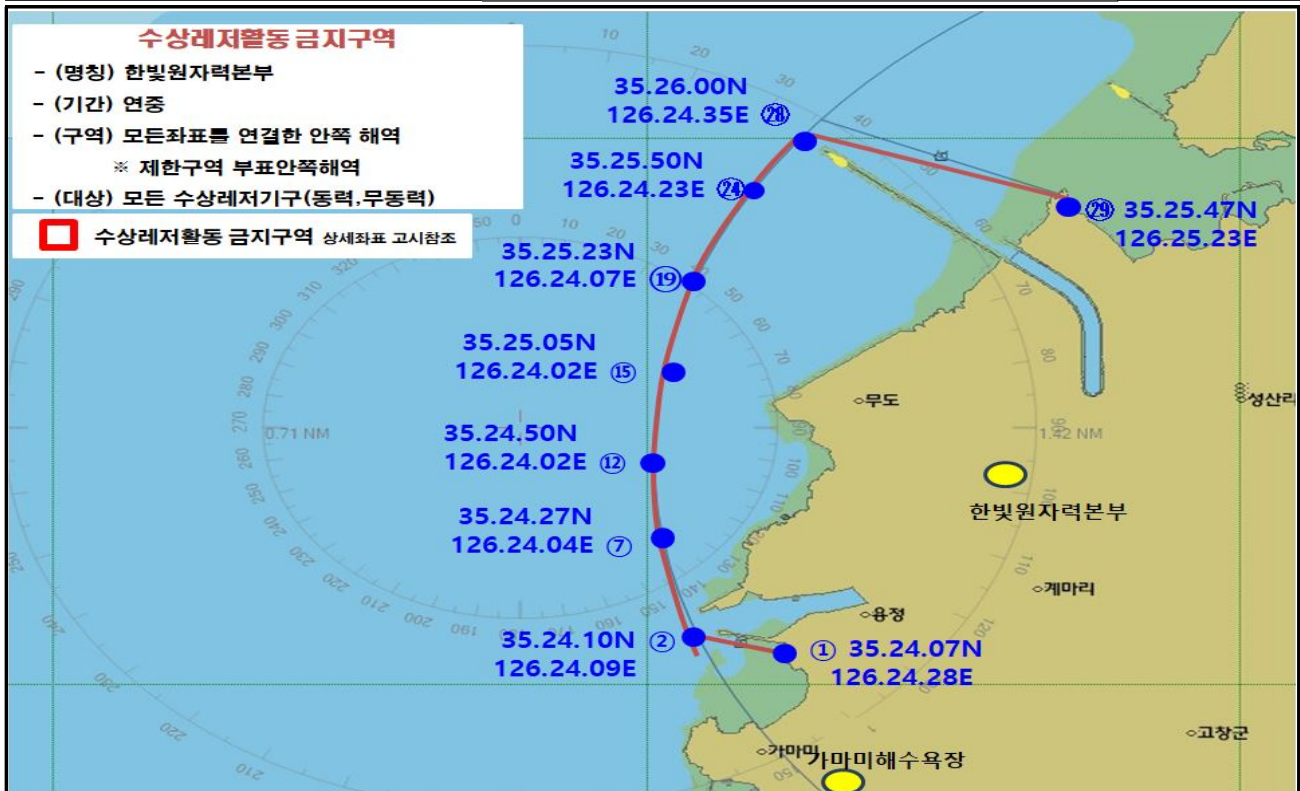 수상레저활동 금지구역
- (명칭) 한빛원자력본부
- (기간) 연중
- (구역) 모든좌표를 연결한 안쪽 해역
※ 제한구역 부표안쪽해역
- (대상) 모든 수상레저기구(동력,무동력)
수상레저활동 금지구역 상세좌표 고시참조
35.26.00N
126.24.35E ㉘
35.25.50N
126.24.23E ㉔
㉙ 35.25.47N
126.25.23E
35.25.23N
126.24.07E ⑲
35.25.05N
126.24.02E ⑮
무도
성산리
0.71 NM
1.42 NM
35.24.50N
126.24.02E ⑫
한빛원자력본부
35.24.27N
126.24.04E ⑦
계마리
용정
35.24.10N ②
126.24.09E
① 35.24.07N
126.24.28E
고창군
가마미
가마미해수욕장